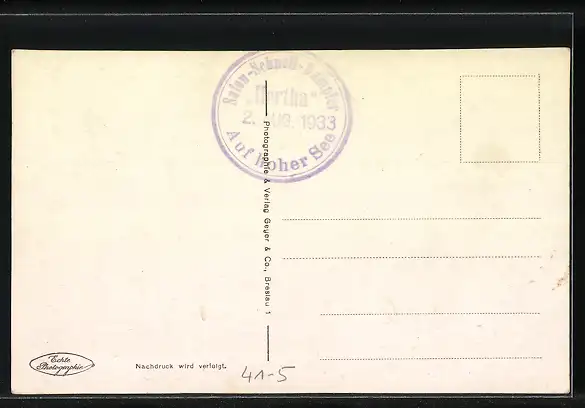 Salon-Schnell-Dampfer
„Hertha“
2. AUG. 1933
Auf hoher See
Photographie & Verlag Geyer & Co., Breslau 1
Echte
Photographie
Nachdruck wird verfolgt.
41-5